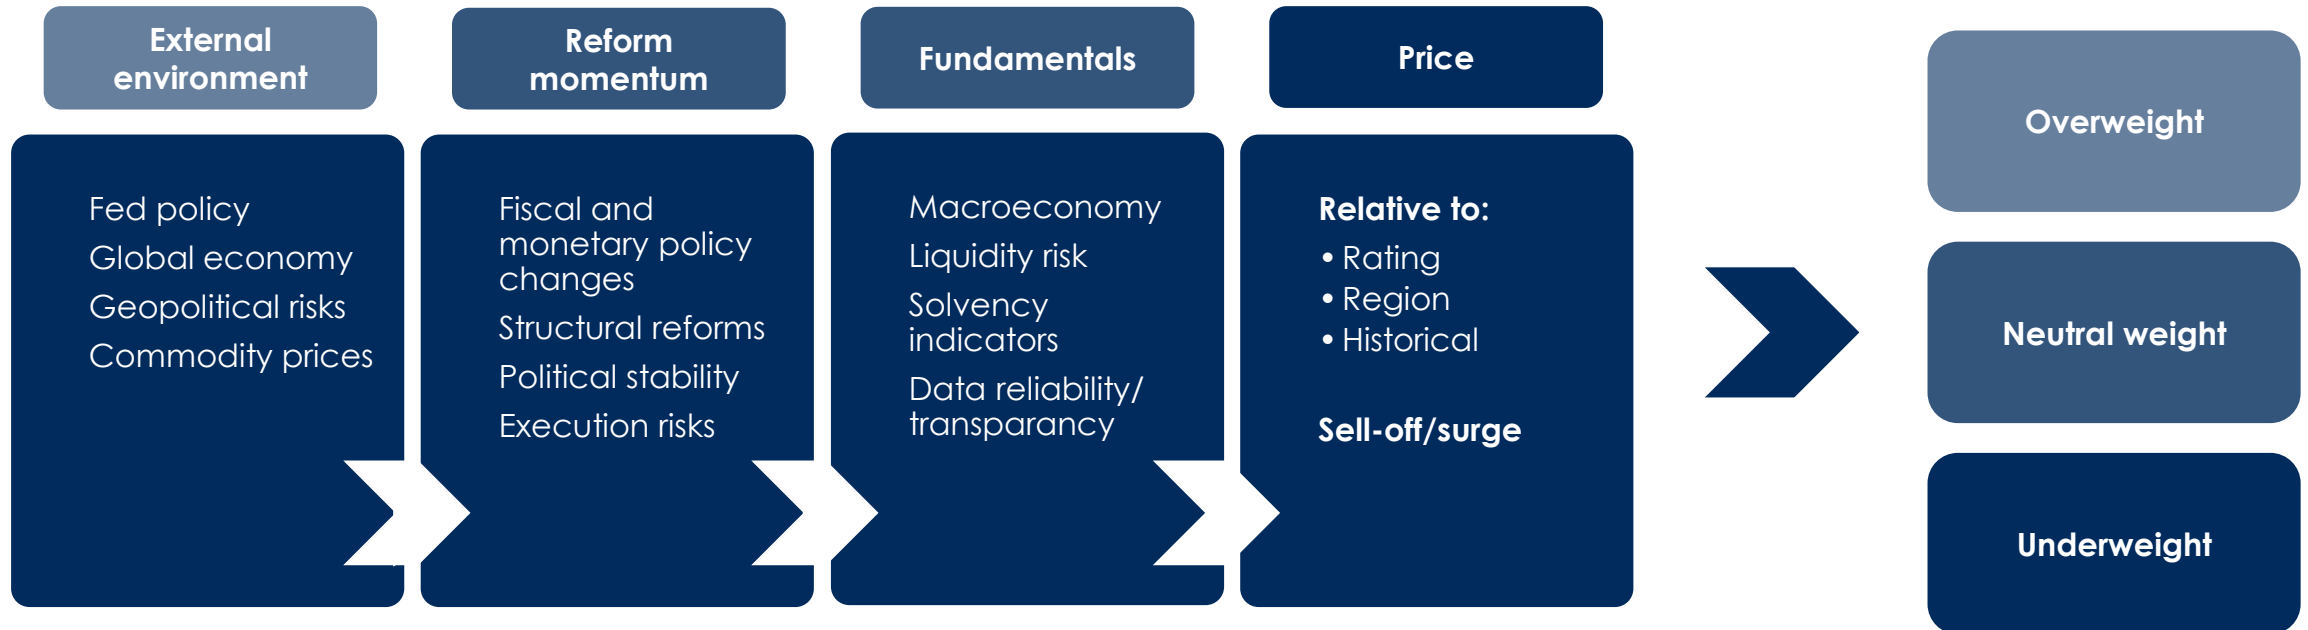 External
environment
Fed policy
Global economy
Geopolitical risks
Commodity prices
Reform
momentum
Fiscal and
monetary policy
changes
Structural reforms
Political stability
Execution risks
Fundamentals
Macroeconomy
Liquidity risk
Solvency
indicators
Data reliability/
transparancy
Price
Relative to:
• Rating
• Region
• Historical
Sell-off/surge
Overweight
Neutral weight
Underweight